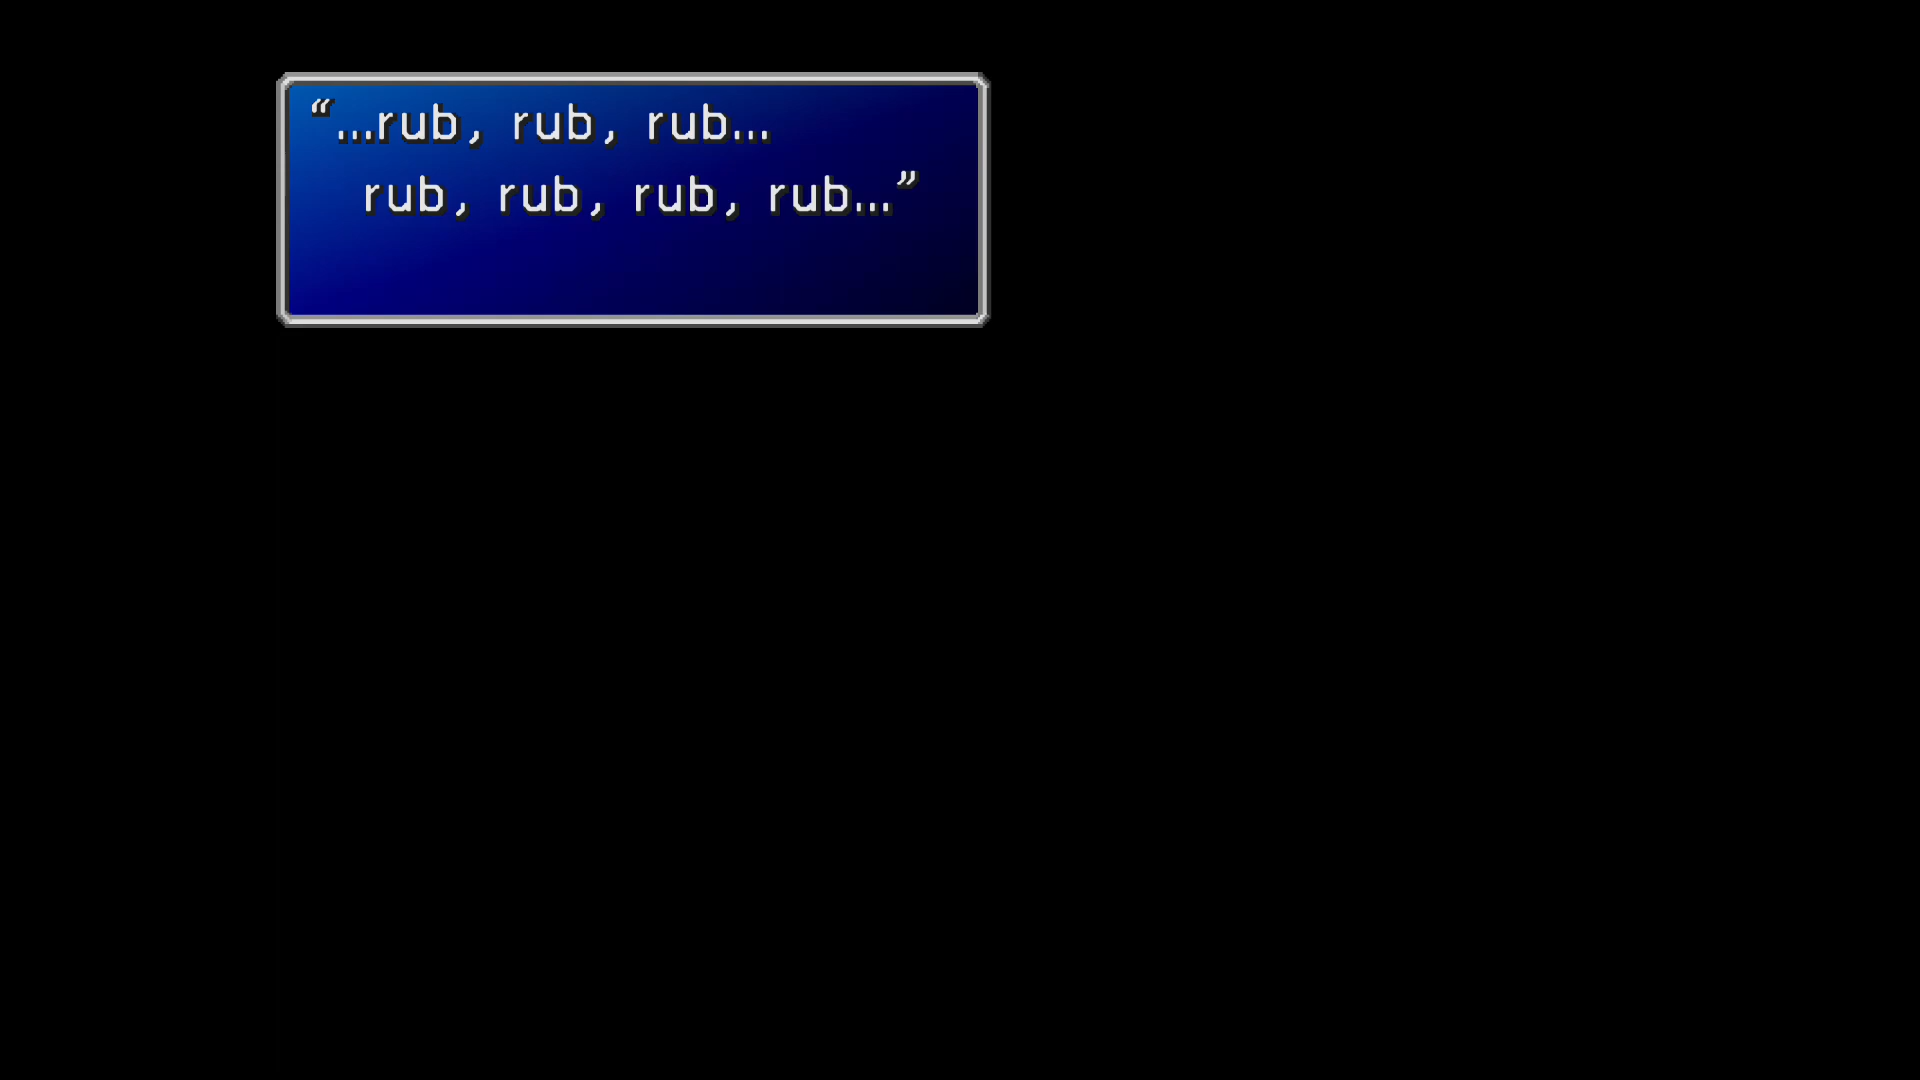 “…rub, rub, rub…
rub, rub, rub, rub…”